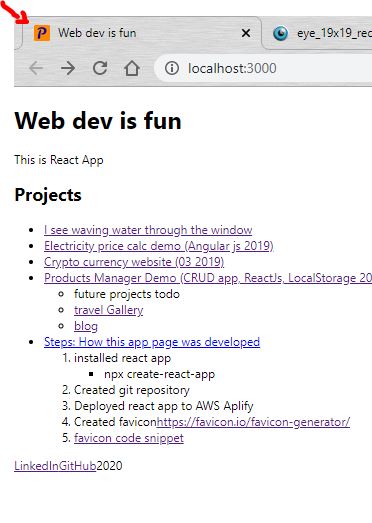 P Web dev is fun eye_19x19_rec
localhost:3000
Web dev is fun
This is React App
Projects
I see waving water through the window
Electricity price calc demo (Angular js 2019)
Crypto currency website (03 2019)
Products Manager Demo (CRUD app, ReactJs, LocalStorage 20
future projects todo
travel Gallery
blog
Steps: How this app page was developed
1. installed react app
npx create-react-app
2. Created git repository
3. Deployed react app to AWS Aplify
4. Created faviconhttps://favicon.io/favicon-generator/
5. favicon code snippet
LinkedInGitHub2020